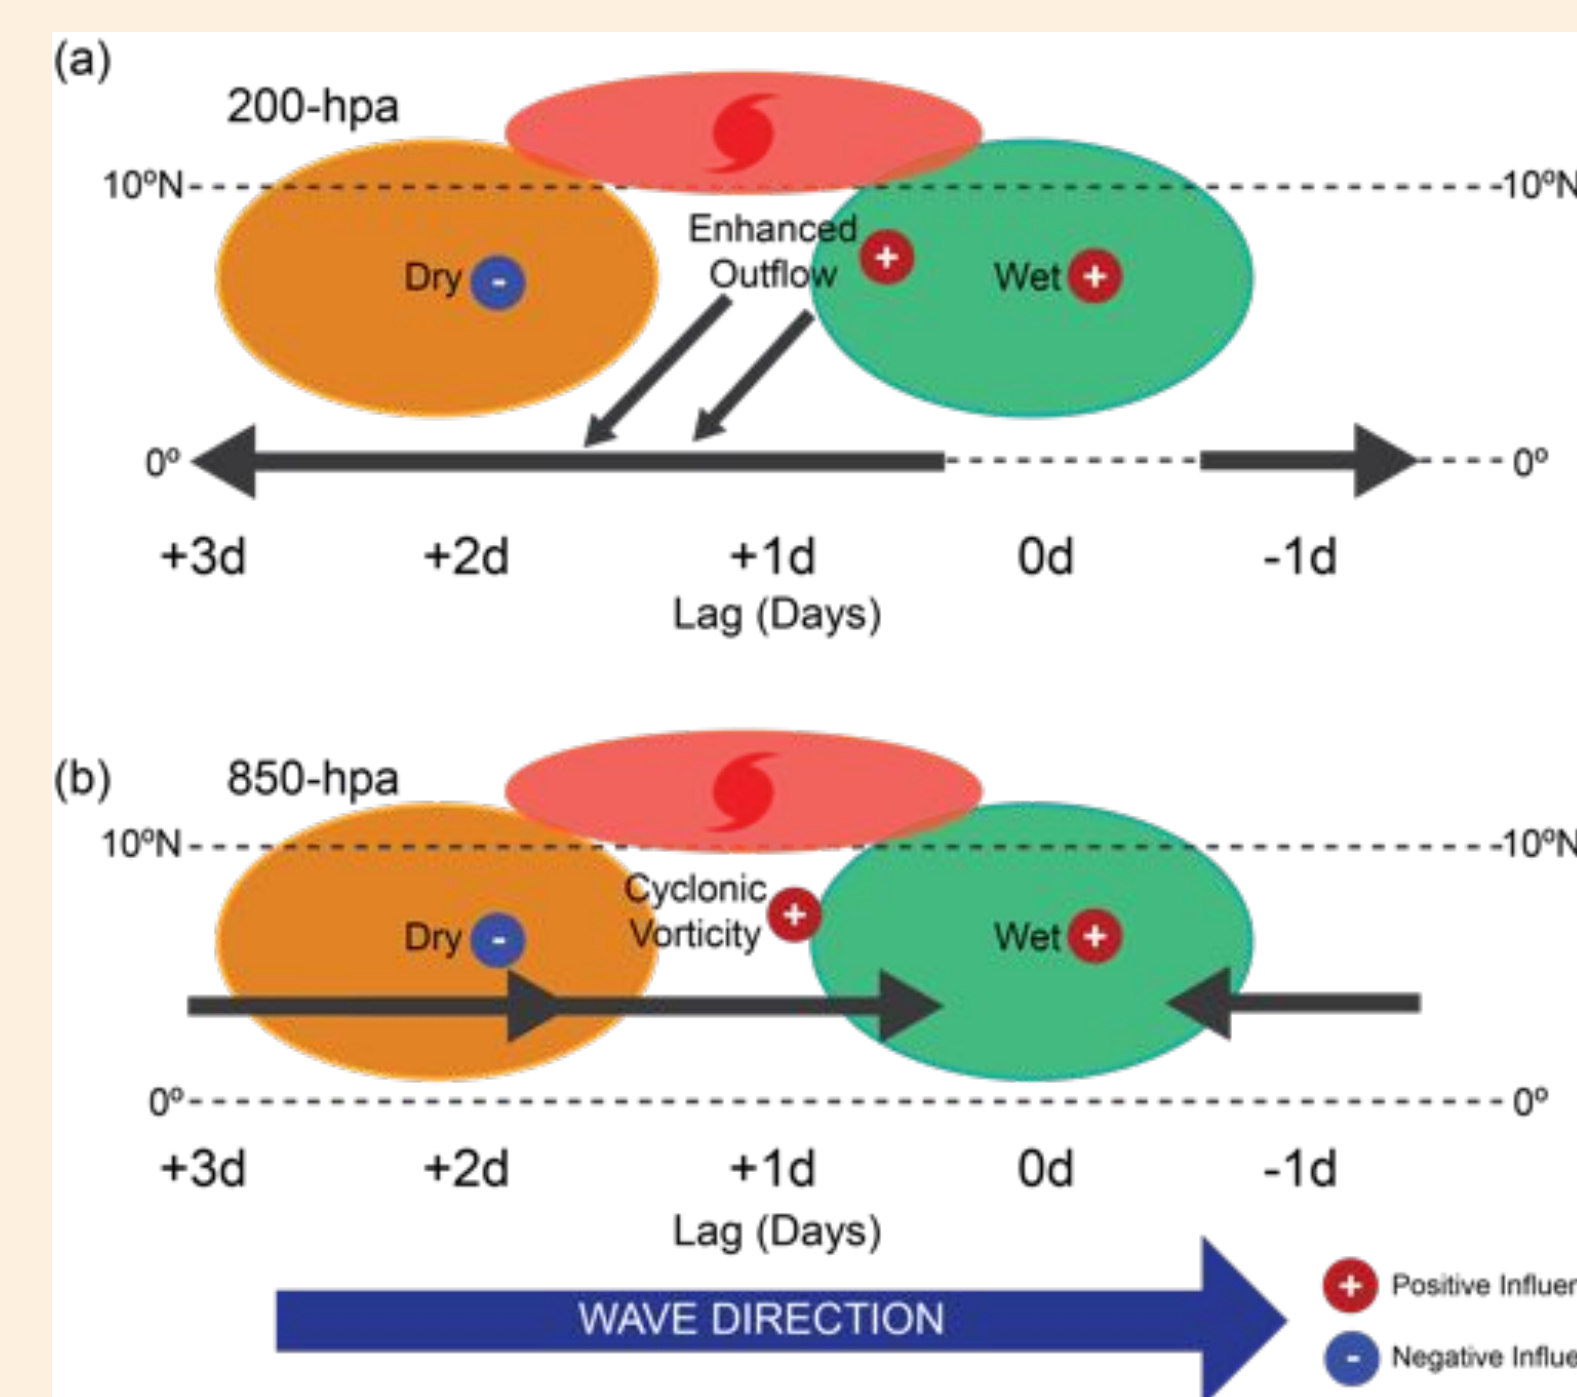 (a)
200-hpa
10ºN
10ºN
Enhanced
Outflow
+
Dry -
Wet +
0º
0º
+3d +2d +1d 0d -1d
Lag (Days)
(b)
850-hpa
10ºN
10ºN
Cyclonic
Vorticity
+
Dry -
Wet +
0º
0º
+3d +2d +1d 0d -1d
Lag (Days)
WAVE DIRECTION
+ Positive Influen
- Negative Influe